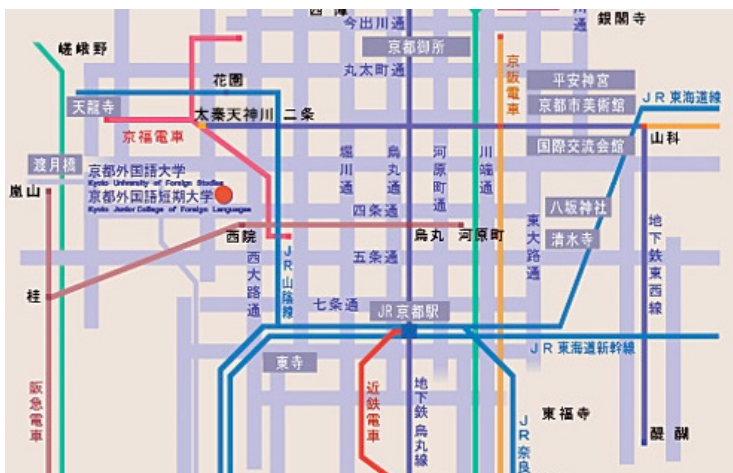 今出川通
銀閣寺
嵯峨野
京都御所
丸太町通
花園
京阪電車
平安神宮
天龍寺
京都市美術館
JR東海道線
太秦天神川
二条
京福電車
山科
国際交流会館
渡月橋
京都外国語大学
Kyoto University of Foreign Studies
京都外国語短期大学
Kyoto Junior College of Foreign Languages
嵐山
堀川通
烏丸通
河原町通
川端通
四条通
八坂神社
西院
烏丸
河原町
東大路通
清水寺
地下鉄東西線
西大路通
JR山陰線
五条通
桂
七条通
JR京都駅
JR東海道新幹線
東寺
阪急電車
近鉄電車
地下鉄烏丸線
東福寺
JR奈良
醍醐